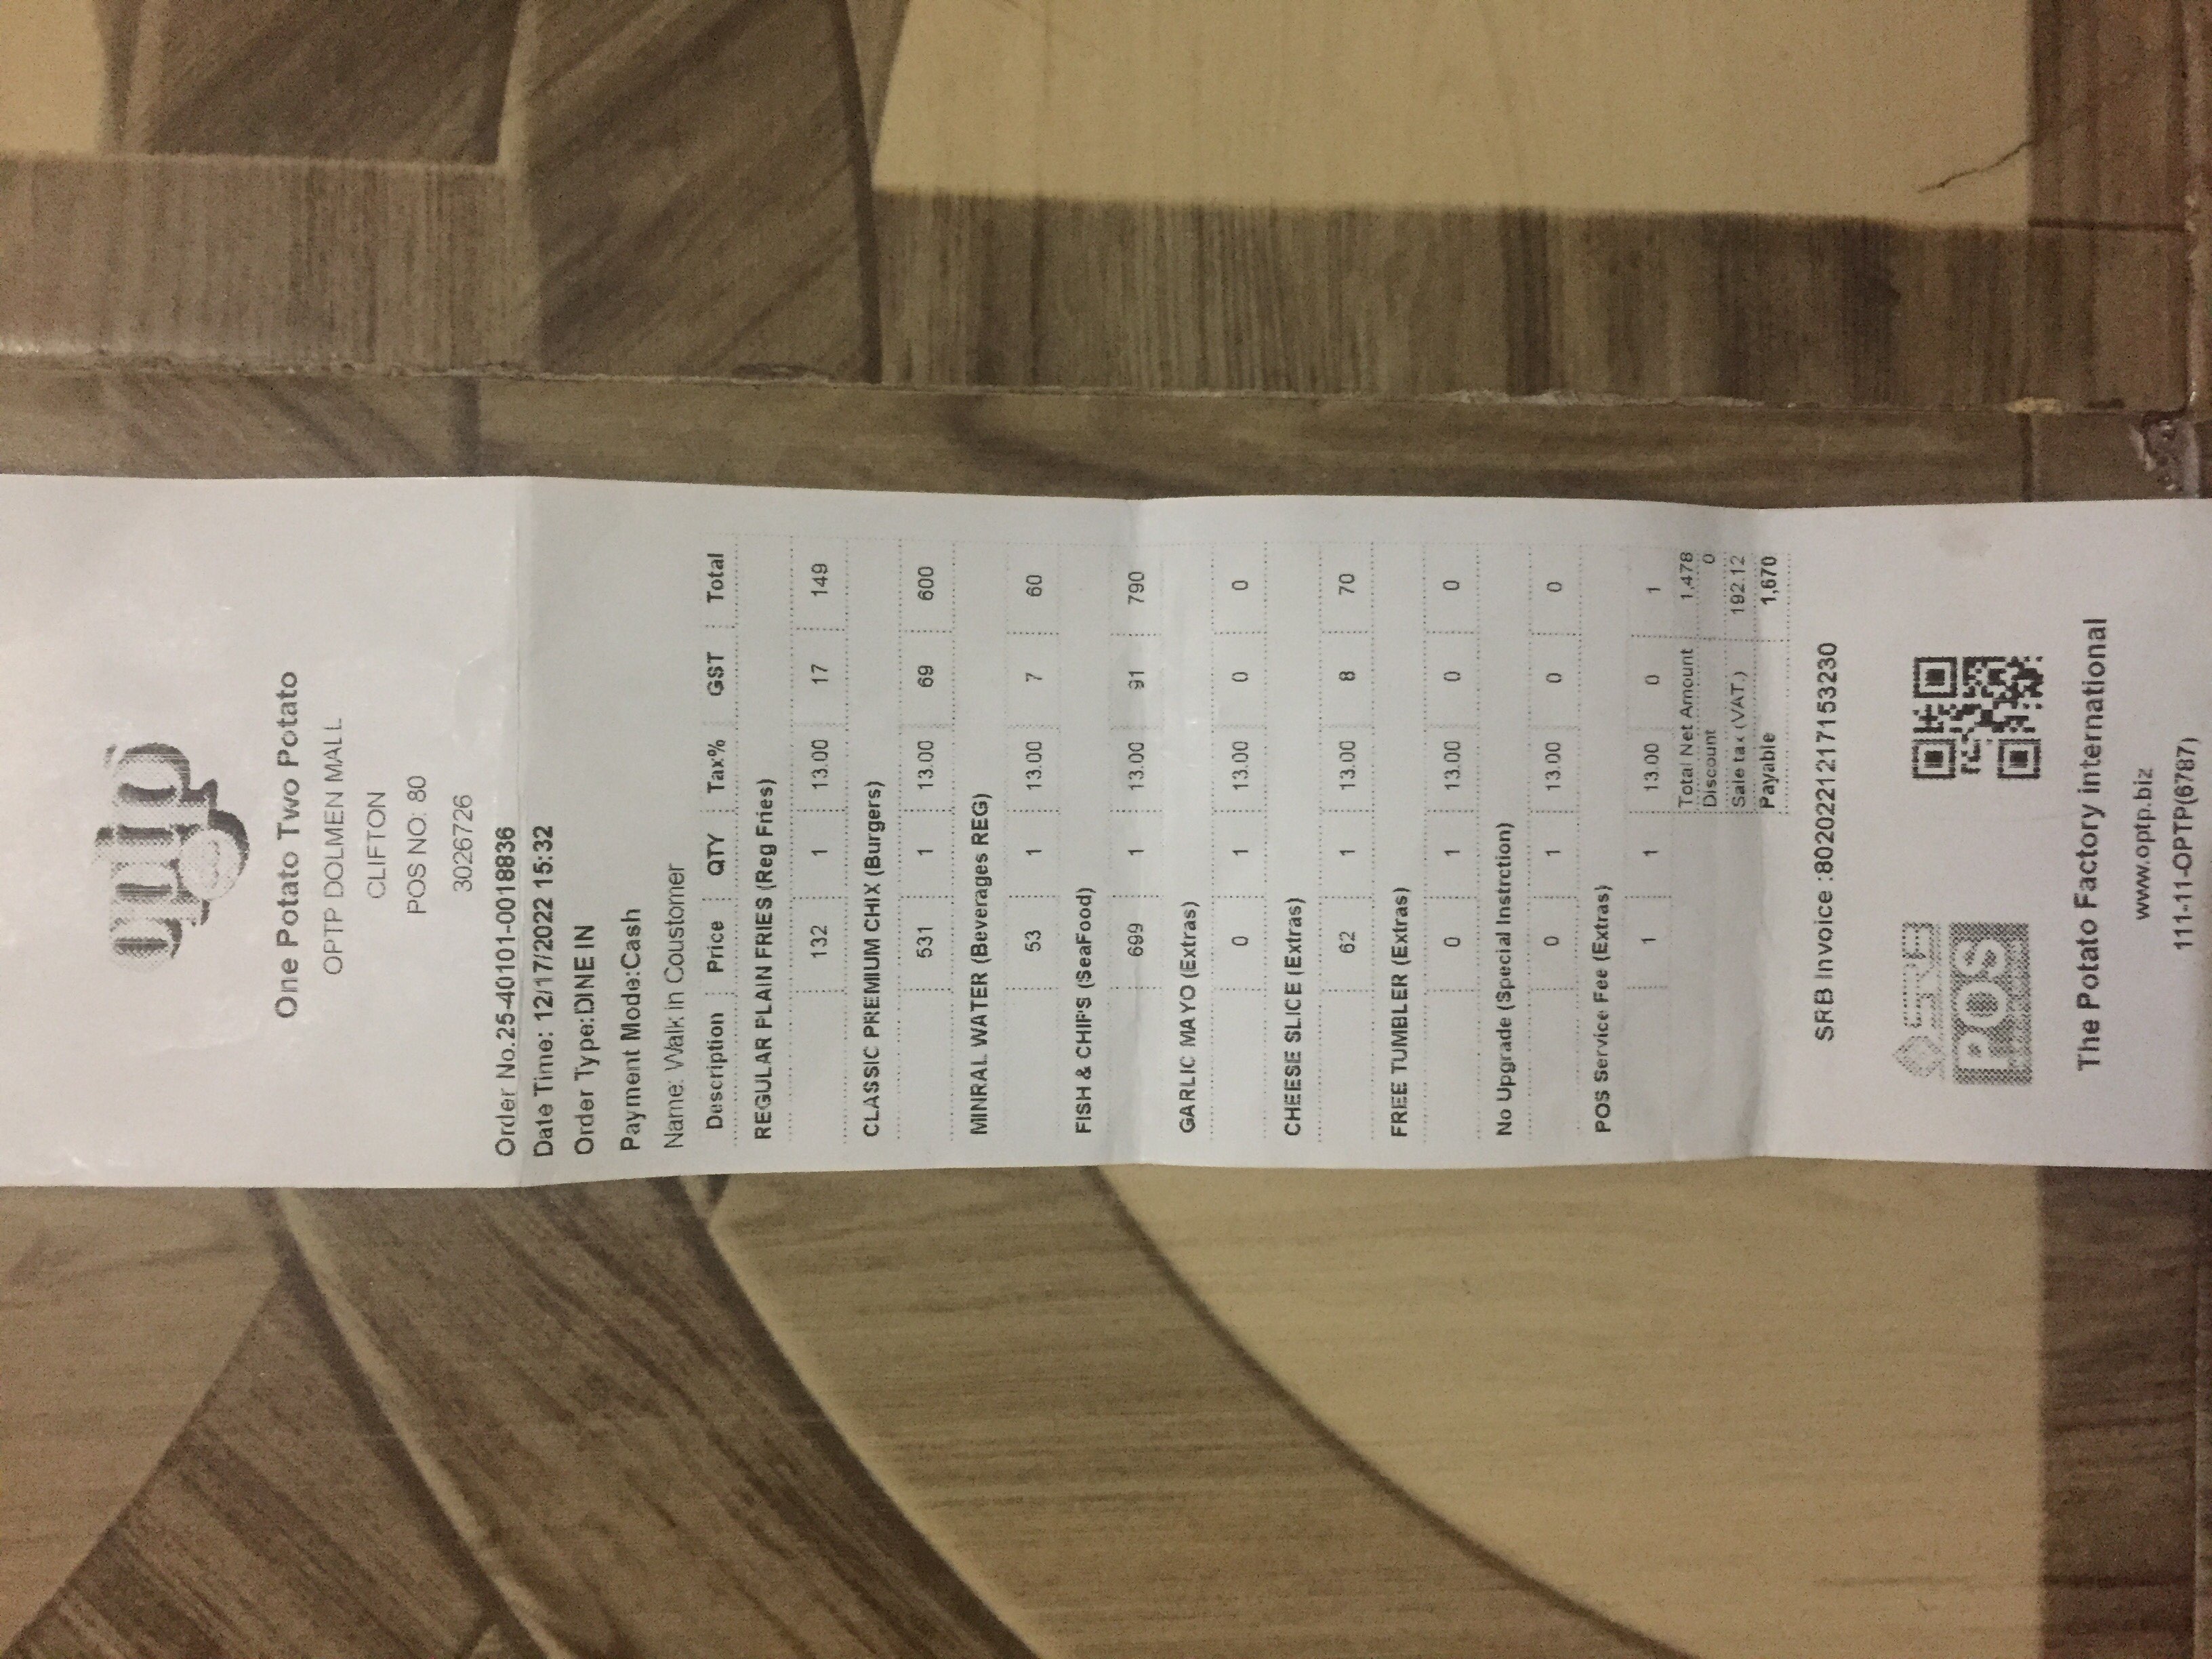 optp
One Potato Two Potato
OPTP DOLMEN MALL
CLIFTON
POS NO: 80
3026726
Order No.25-40101-0018836
Date Time: 12/17/2022 15:32
Order Type:DINE IN
Payment Mode:Cash
Name: Walk in Coustomer
Description Price QTY Tax% GST Total
REGULAR PLAIN FRIES (Reg Fries)
132 1 13.00 17 149
CLASSIC PREMIUM CHIX (Burgers)
531 1 13.00 69 600
MINRAL WATER (Beverages REG)
53 1 13.00 7 60
FISH & CHIPS (SeaFood)
699 1 13.00 91 790
GARLIC MAYO (Extras)
0 1 13.00 0 0
CHEESE SLICE (Extras)
62 1 13.00 8 70
FREE TUMBLER (Extras)
0 1 13.00 0 0
No Upgrade (Special Instrction)
0 1 13.00 0 0
POS Service Fee (Extras)
1 1 13.00 0 1
Total Net Amount 1,478
Discount 0
Sale tax (VAT.) 192.12
Payable 1,670
SRB Invoice :8020221217153230
SRB
POS
The Potato Factory international
www.optp.biz
111-11-OPTP(6787)